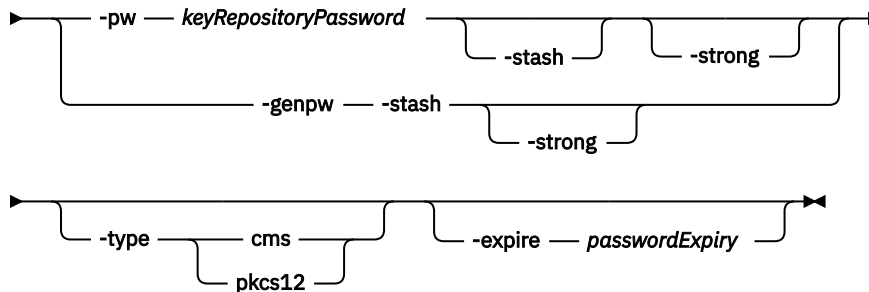 -pw keyRepositoryPassword
-stash -strong
-genpw -stash
-strong
-type cms
pkcs12
-expire passwordExpiry